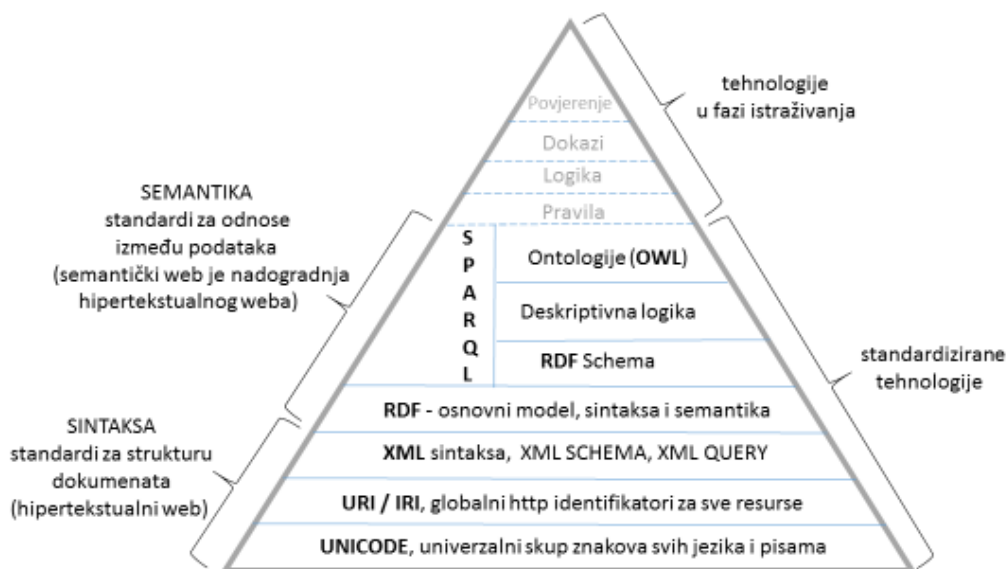 tehnologije
u fazi istraživanja
Povjerenje
Dokazi
Logika
Pravila
SEMANTIKA
standardi za odnose
između podataka
(semantički web je nadogradnja
hipertekstualnog weba)
S
P
A
R
Q
L
Ontologije (OWL)
Deskriptivna logika
RDF Schema
standardizirane
tehnologije
RDF - osnovni model, sintaksa i semantika
SINTAKSA
standardi za strukturu
dokumenata
(hipertekstualni web)
XML sintaksa, XML SCHEMA, XML QUERY
URI / IRI, globalni http identifikatori za sve resurse
UNICODE, univerzalni skup znakova svih jezika i pisama